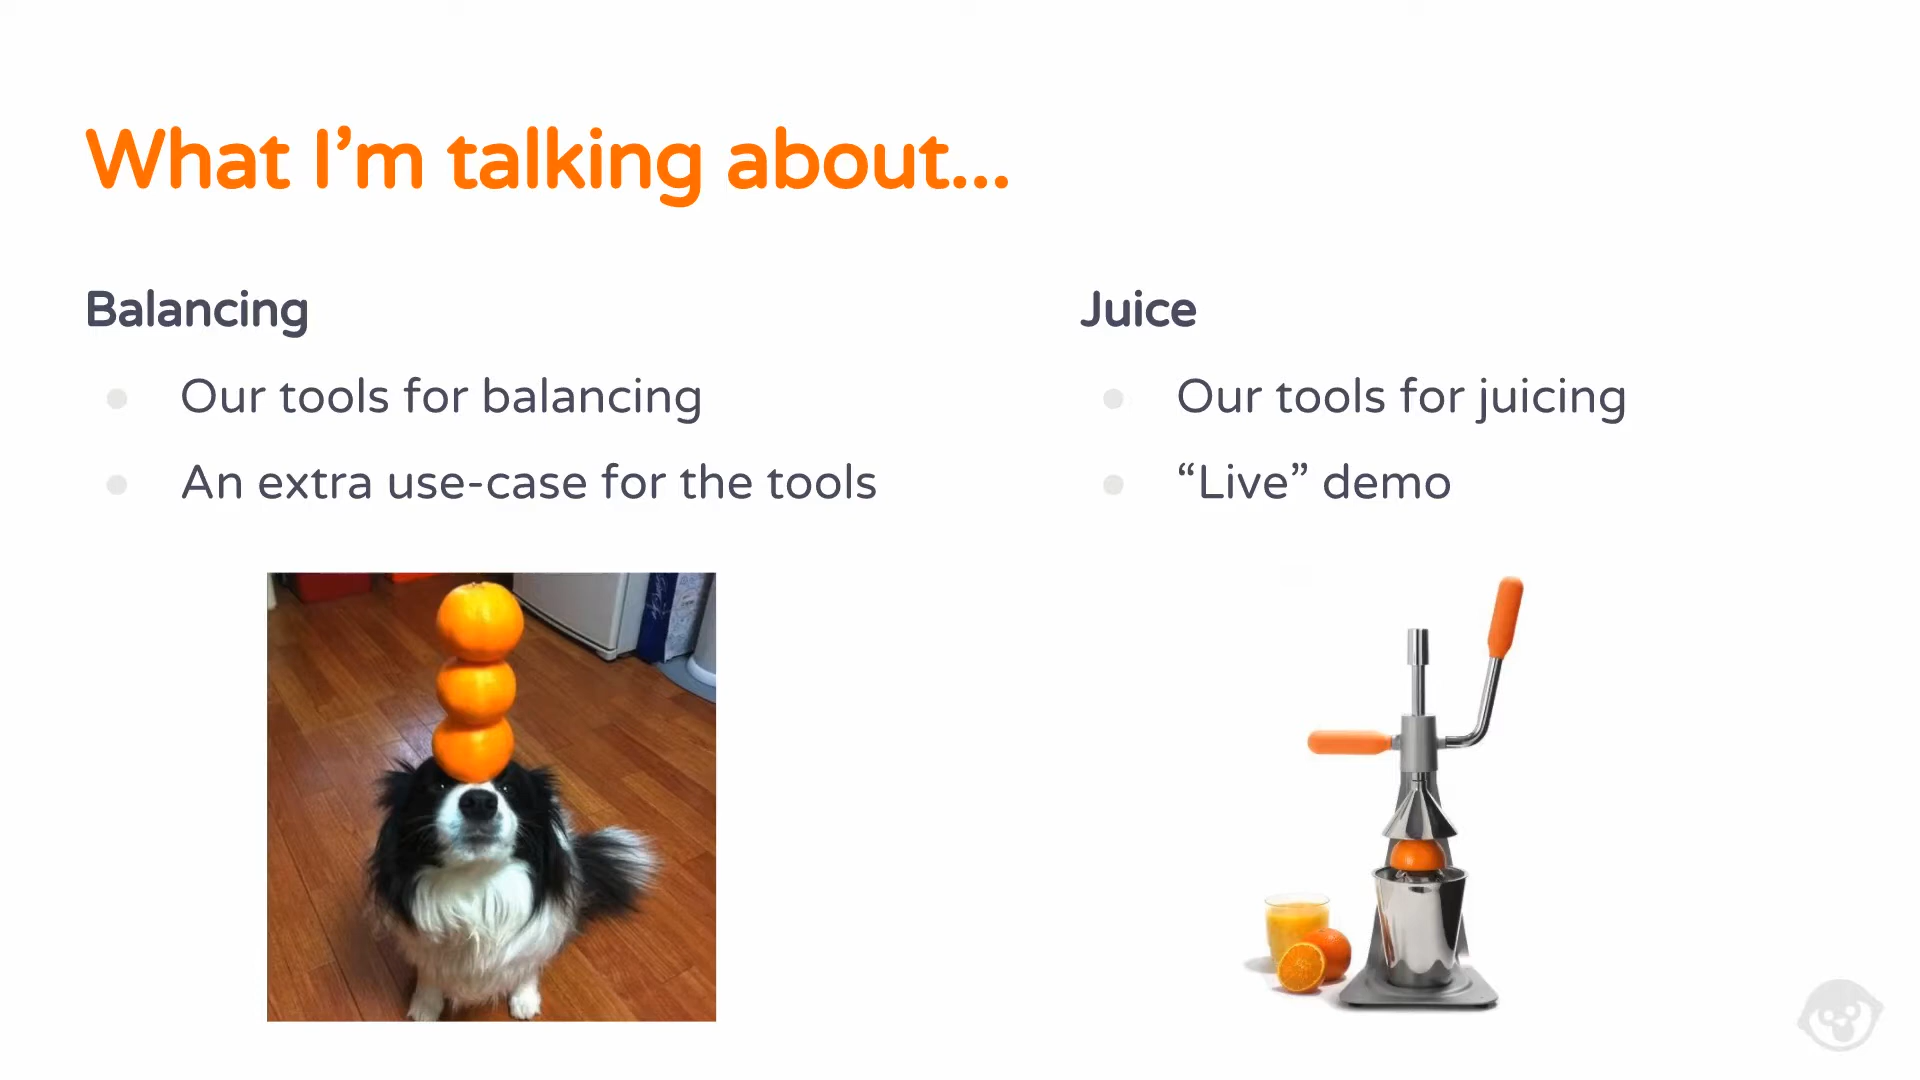 What I’m talking about...
Balancing
Our tools for balancing
An extra use-case for the tools
Juice
Our tools for juicing
“Live” demo